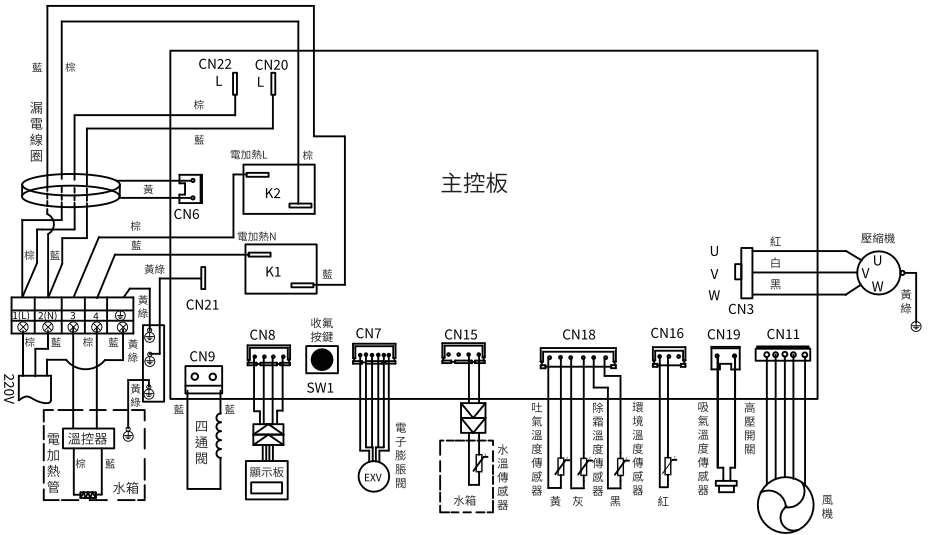 藍
棕
CN22
CN20
L
L
棕
藍
漏電線圈
電加熱L
棕
K2
主控板
黃
CN6
棕
藍
電加熱N
K1
藍
棕
藍
黃綠
CN21
黃綠
U
V
W
紅
白
黑
CN3
壓縮機
U
V
W
黃綠
1(L)
2(N)
3
4
棕
藍
棕
藍
黃綠
220V
黃綠
CN8
收氣按鍵
SW1
CN7
CN15
CN18
CN16
CN19
CN11
CN9
藍
藍
四通閥
電加熱管
溫控器
棕
藍
水箱
顯示板
EXV
電子膨脹閥
水箱
水溫傳感器
吐氣溫度傳感器
除霜溫度傳感器
環境溫度傳感器
吸氣溫度傳感器
高壓開關
黃
灰
黑
紅
風機